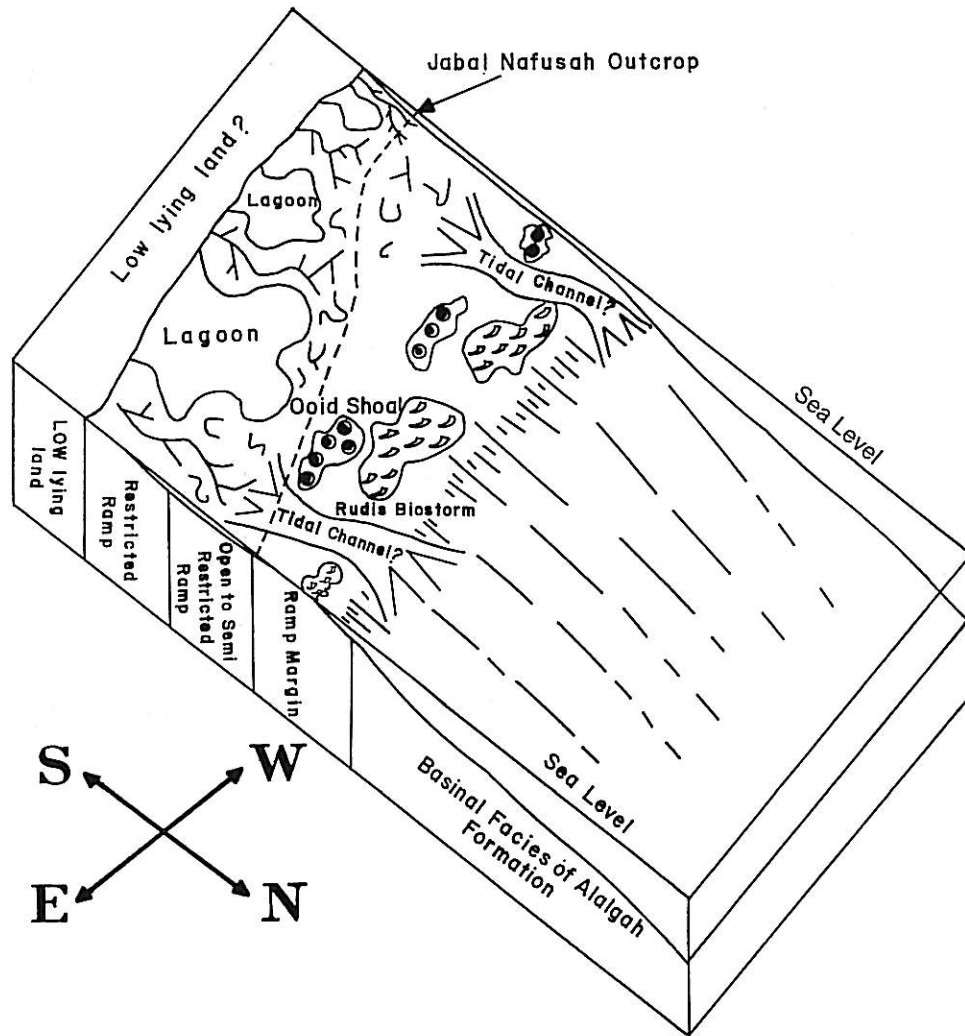 Jabal Nafusah Outcrop
Low lying land?
Lagoon
Tidal Channel?
Lagoon
Sea Level
Ooid Shoal
Rudis Biostorm
Tidal Channel?
LOW lying
land
Restricted
Ramp
Open to Semi
Restricted
Ramp
Ramp Margin
Sea Level
Basinal Facies of Alalgah
Formation
S
W
E
N